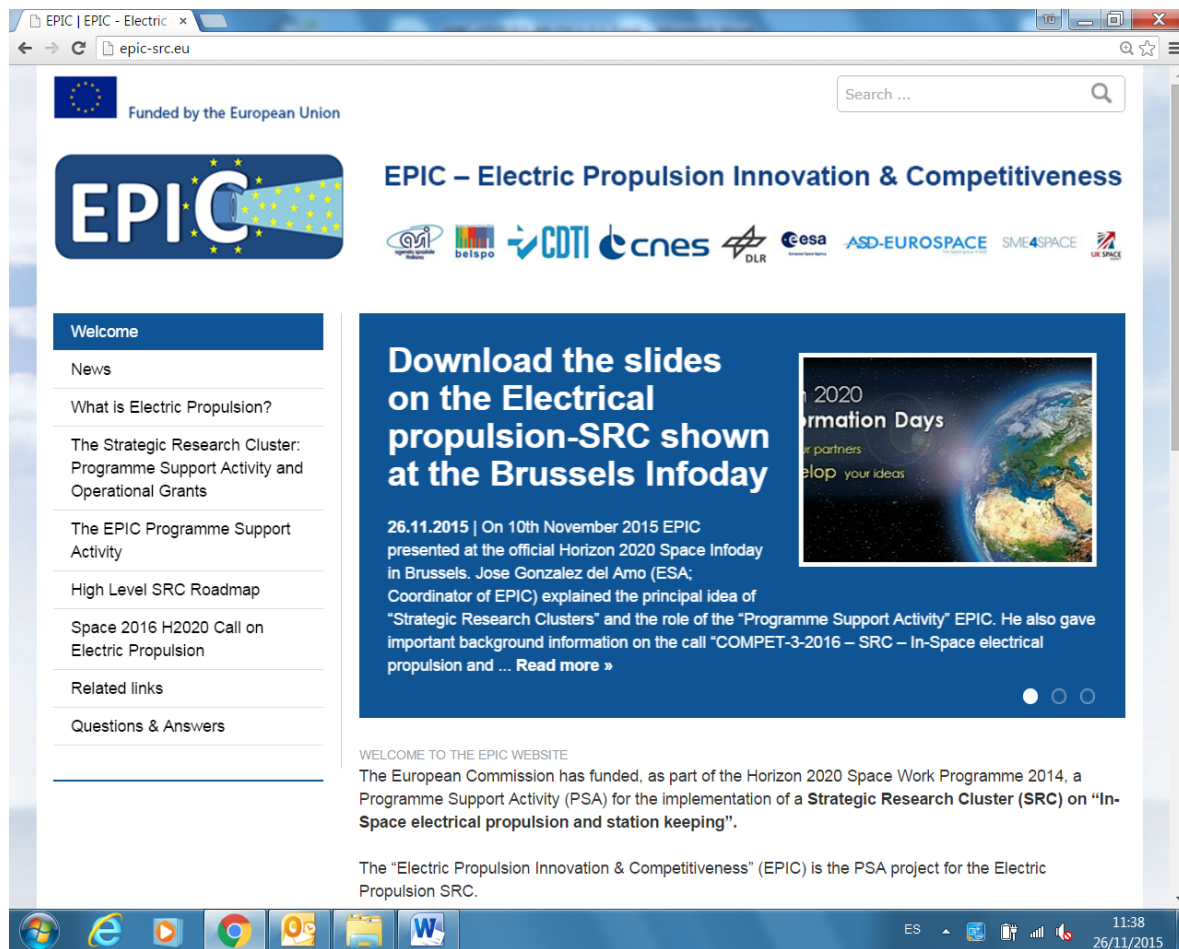 EPIC | EPIC - Electric
epic-src.eu
Funded by the European Union
Search ...
EPIC
EPIC – Electric Propulsion Innovation & Competitiveness
asi
agenzia spaziale
italiana
belspo
CDTI
cnes
DLR
esa
European Space Agency
ASD-EUROSPACE
SME4SPACE
UK SPACE
Welcome
News
What is Electric Propulsion?
The Strategic Research Cluster:
Programme Support Activity and
Operational Grants
The EPIC Programme Support
Activity
High Level SRC Roadmap
Space 2016 H2020 Call on
Electric Propulsion
Related links
Questions & Answers
Download the slides
on the Electrical
propulsion-SRC shown
at the Brussels Infoday
n 2020
ormation Days
ur partners
elop your ideas
26.11.2015 | On 10th November 2015 EPIC
presented at the official Horizon 2020 Space Infoday
in Brussels. Jose Gonzalez del Amo (ESA;
Coordinator of EPIC) explained the principal idea of
“Strategic Research Clusters” and the role of the “Programme Support Activity” EPIC. He also gave
important background information on the call “COMPET-3-2016 – SRC – In-Space electrical
propulsion and ... Read more »
WELCOME TO THE EPIC WEBSITE
The European Commission has funded, as part of the Horizon 2020 Space Work Programme 2014, a
Programme Support Activity (PSA) for the implementation of a Strategic Research Cluster (SRC) on “In-
Space electrical propulsion and station keeping”.
The “Electric Propulsion Innovation & Competitiveness” (EPIC) is the PSA project for the Electric
Propulsion SRC.
ES
11:38
26/11/2015